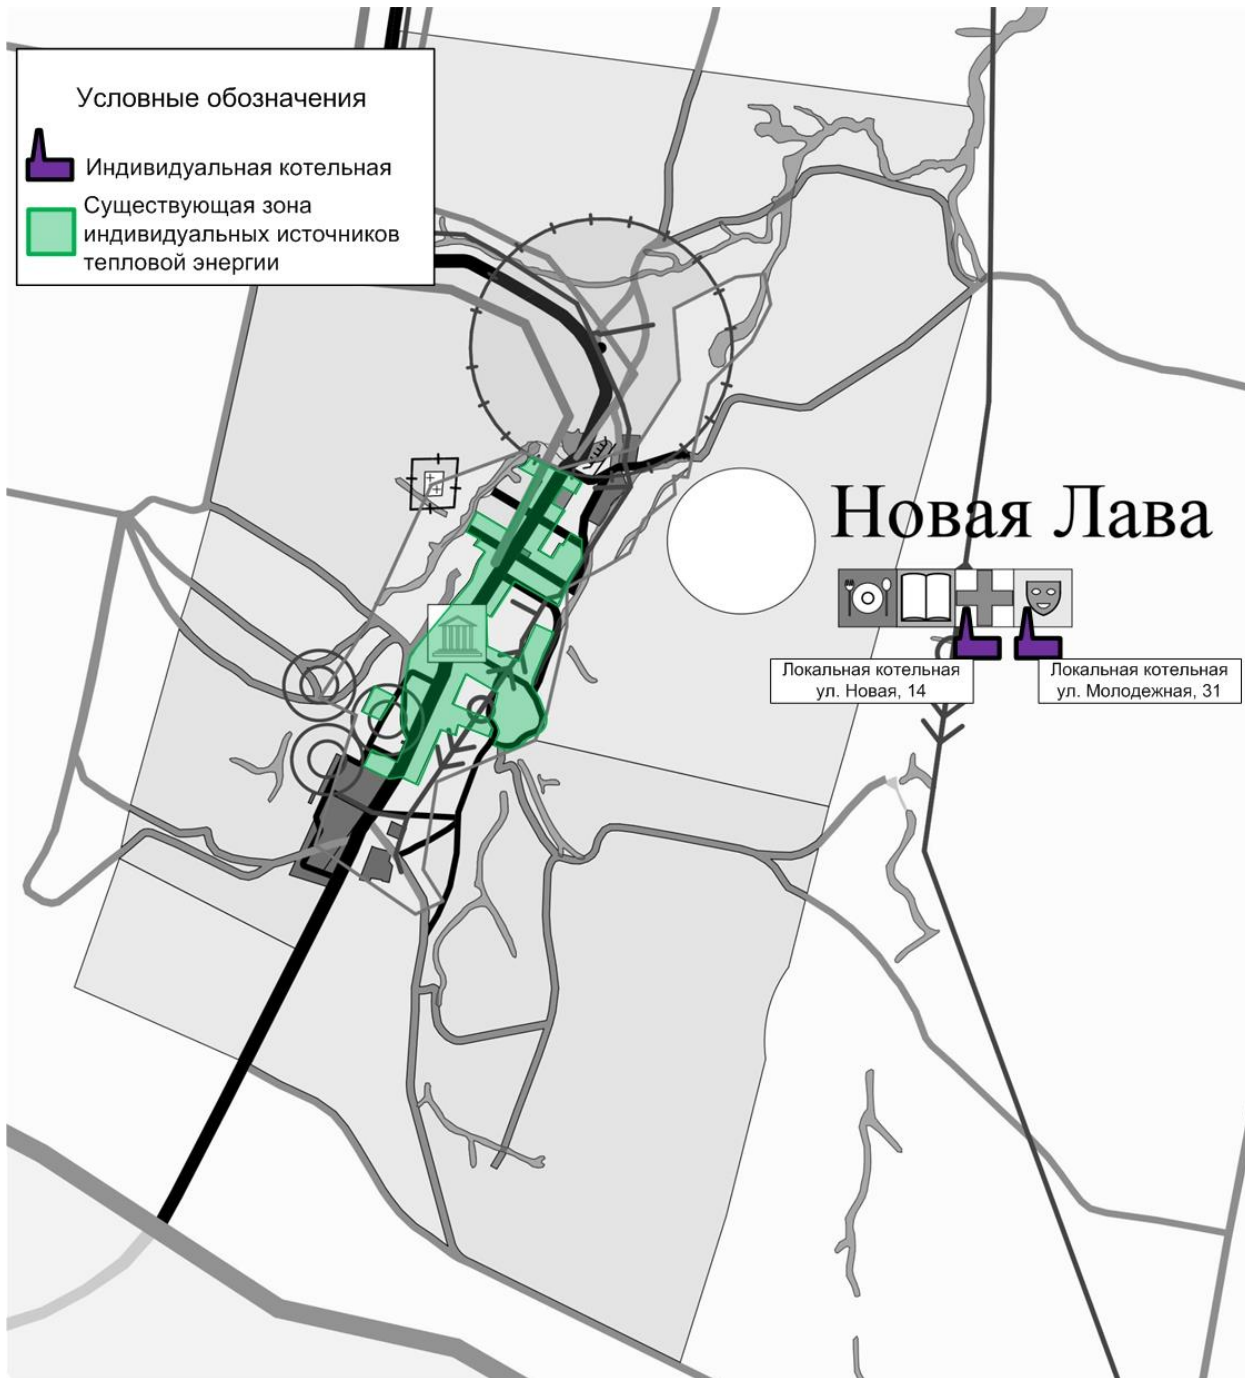 Условные обозначения
Индивидуальная котельная
Существующая зона
индивидуальных источников
тепловой энергии
Новая Лава
Локальная котельная
ул. Новая, 14
Локальная котельная
ул. Молодежная, 31